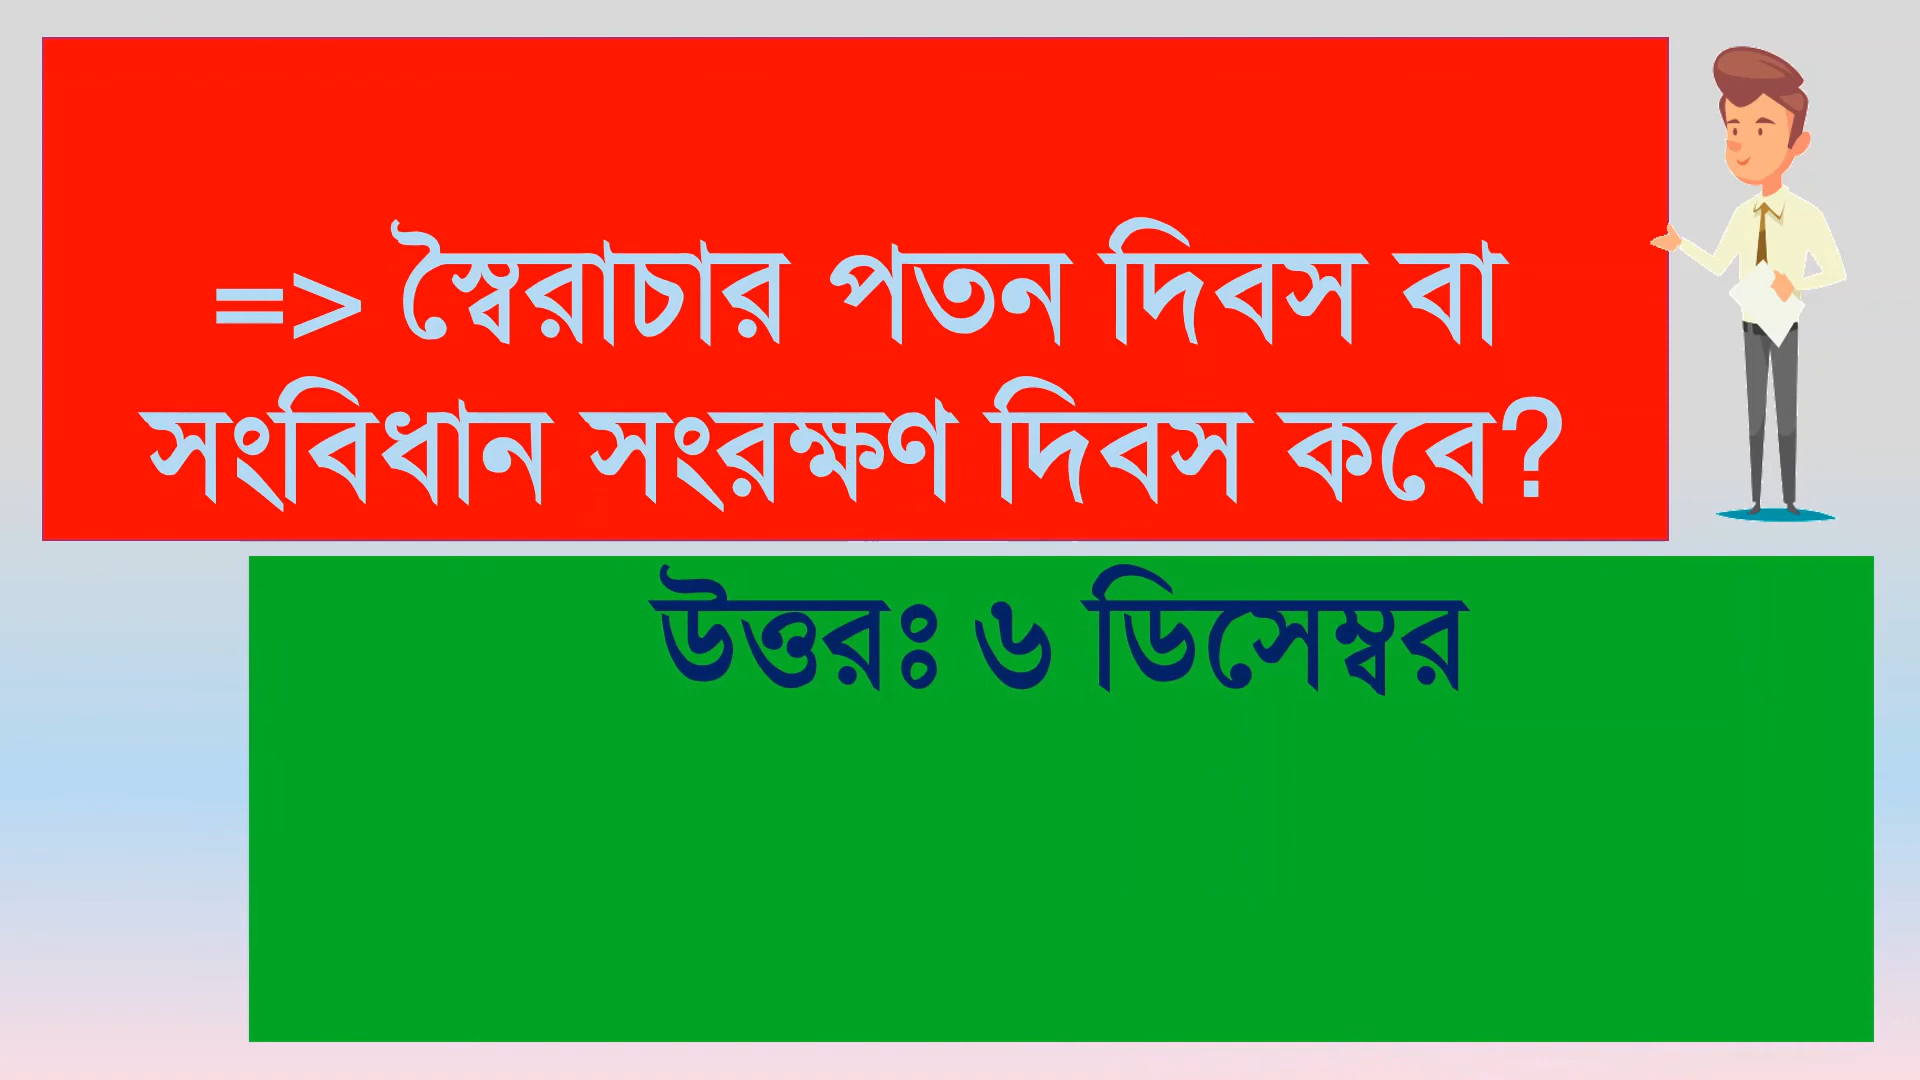 => স্বৈরাচার পতন দিবস বা
সংবিধান সংরক্ষণ দিবস কবে?
উত্তরঃ ৬ ডিসেম্বর